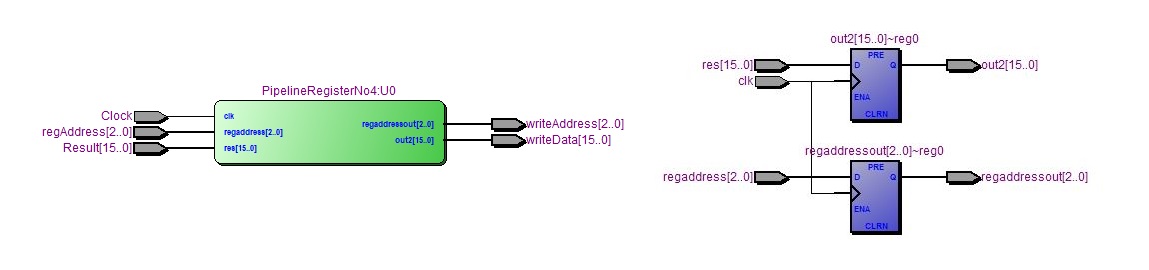 PipelineRegisterNo4:U0
Clock
regAddress[2..0]
Result[15..0]
clk
regaddress[2..0]
res[15..0]
regaddressout[2..0]
out2[15..0]
writeAddress[2..0]
writeData[15..0]
out2[15..0]~reg0
res[15..0]
clk
PRE
D
Q
ENA
CLRN
out2[15..0]
regaddressout[2..0]~reg0
regaddress[2..0]
PRE
D
Q
ENA
CLRN
regaddressout[2..0]